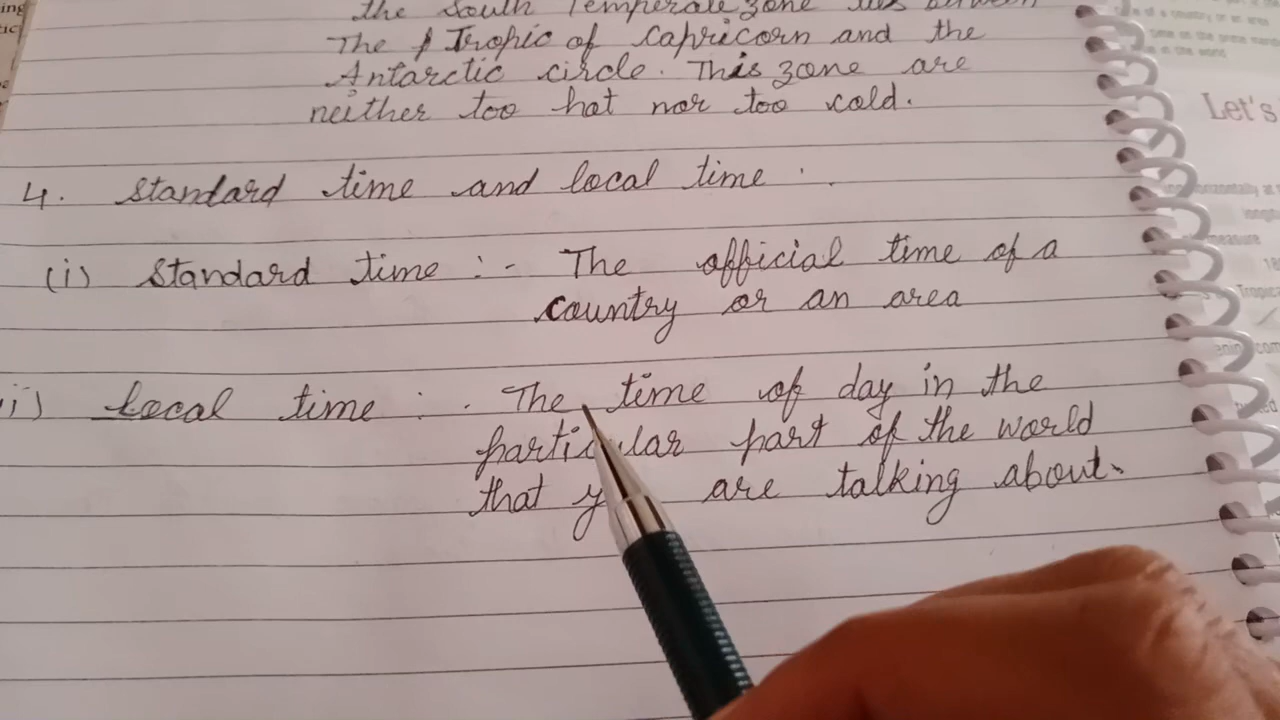 the South Temperate zone lies between
The Tropic of Capricorn and the
Antarctic circle. This zone are
neither too hot nor too cold.
4. Standard time and local time.
(i) Standard time :- The official time of a
country or an area
ii) Local time : - The time of day in the
particular part of the world
that are talking about.
Let's